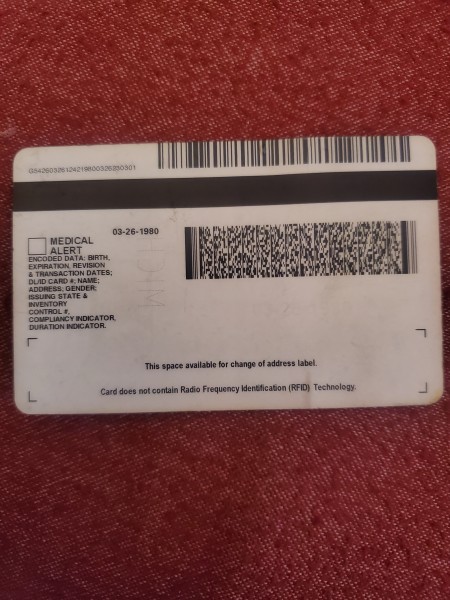 MEDICAL
ALERT
03-26-1980
ENCODED DATA: BIRTH,
EXPIRATION, REVISION
& TRANSACTION DATES;
DL/ID CARD #; NAME;
ADDRESS; GENDER;
ISSUING STATE &
INVENTORY
CONTROL #,
COMPLIANCY INDICATOR,
DURATION INDICATOR.
This space available for change of address label.
Card does not contain Radio Frequency Identification (RFID) Technology.